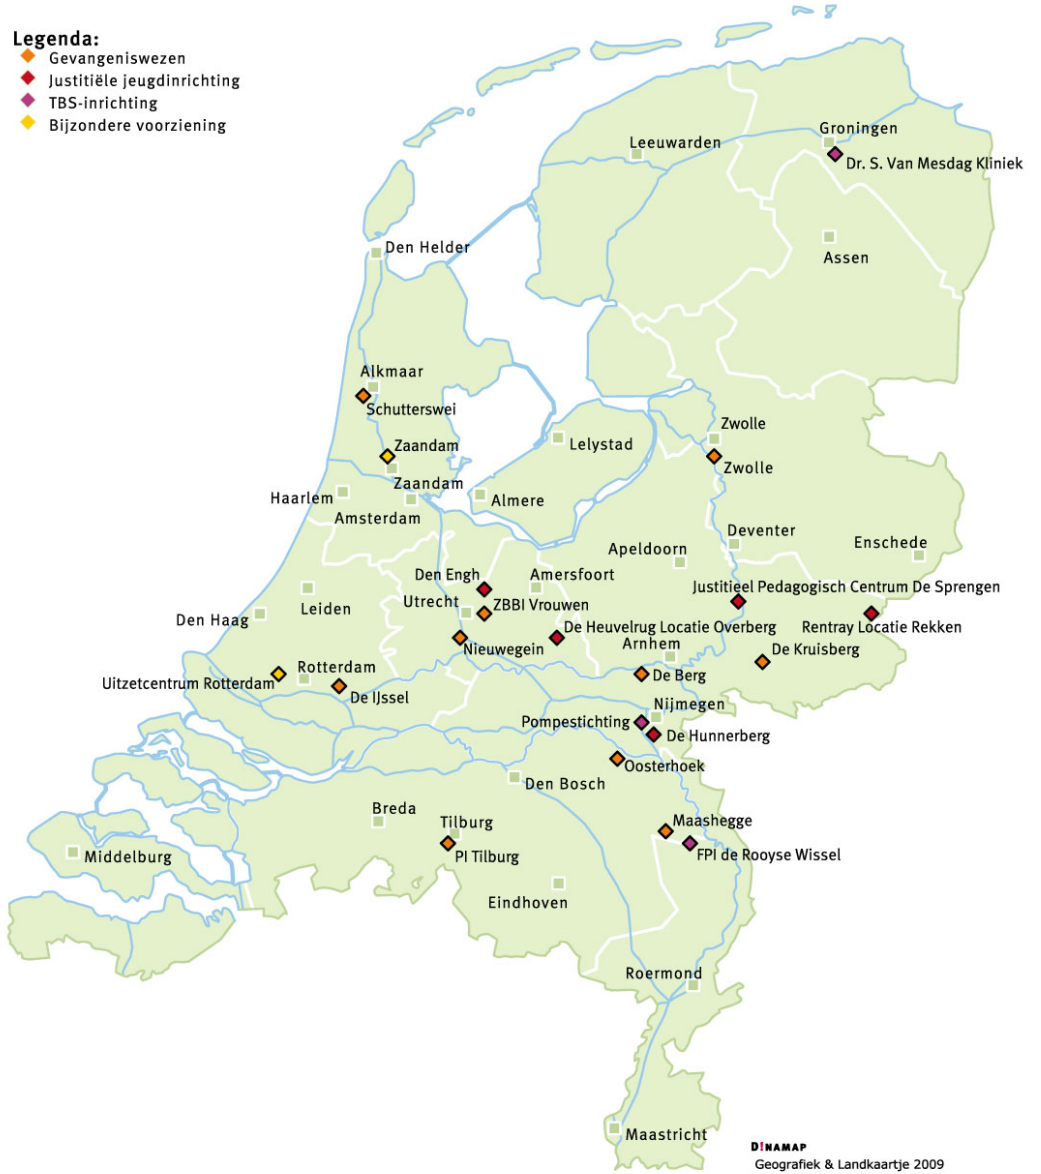 Legenda:
Gevangeniswezen
Justitiële jeugdinrichting
TBS-inrichting
Bijzondere voorziening
Groningen
Leeuwarden
Dr. S. Van Mesdag Kliniek
Den Helder
Assen
Alkmaar
Schutterswei
Zwolle
Zaandam
Lelystad
Zwolle
Zaandam
Haarlem
Almere
Amsterdam
Deventer
Enschede
Apeldoorn
Den Engh
Amersfoort
Justitieel Pedagogisch Centrum De Sprengen
Utrecht
ZBBI Vrouwen
Leiden
Den Haag
De Heuvelrug Locatie Overberg
Rentray Locatie Rekken
Nieuwegein
Arnhem
De Kruisberg
Rotterdam
Uitzetcentrum Rotterdam
De Berg
De IJssel
Nijmegen
Pompestichting
De Hunnerberg
Oosterhoek
Den Bosch
Breda
Tilburg
Maashegge
PI Tilburg
FPI de Rooyse Wissel
Middelburg
Eindhoven
Roermond
Maastricht
D!NAMAP
Geografiek & Landkaartje 2009